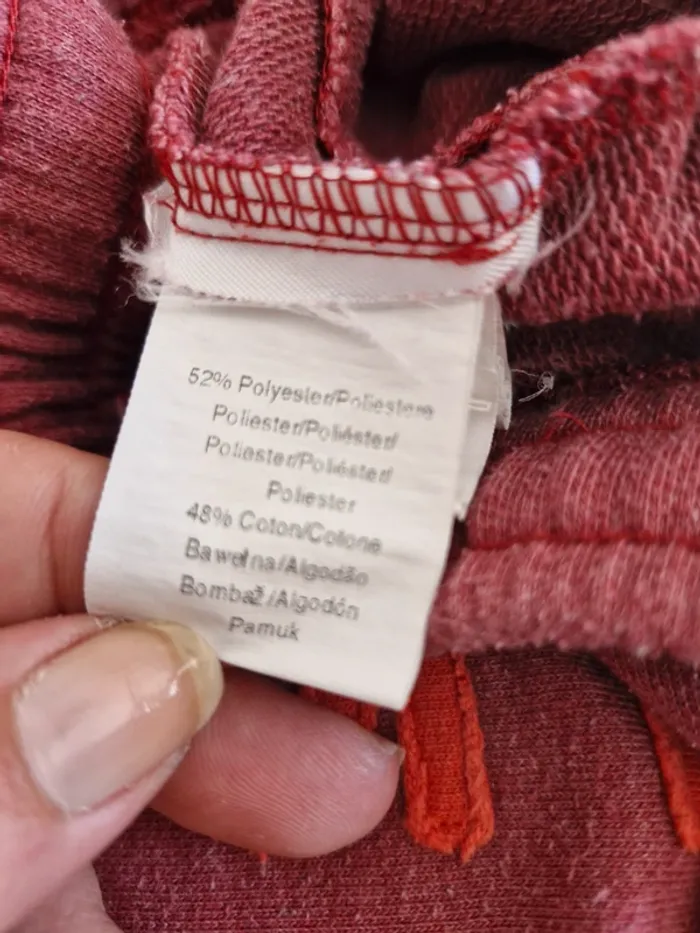 52% Polyester/Poliestere
Poliester/Poliéster/
Poliester/Poliéster/
Poliester
48% Coton/Cotone
Bawełna/Algodão
Bombaž/Algodón
Pamuk